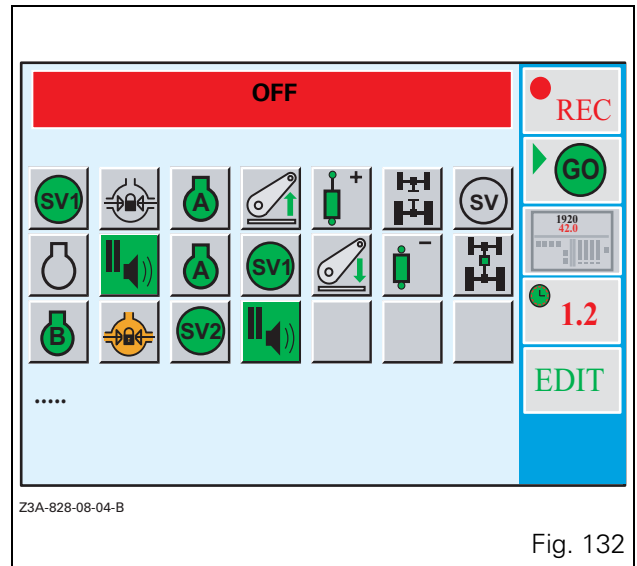 OFF
REC
SV1
A
+
SV
GO
1920
42.0
A
SV1
−
1.2
B
SV2
EDIT
.....
Z3A-828-08-04-B
Fig. 132